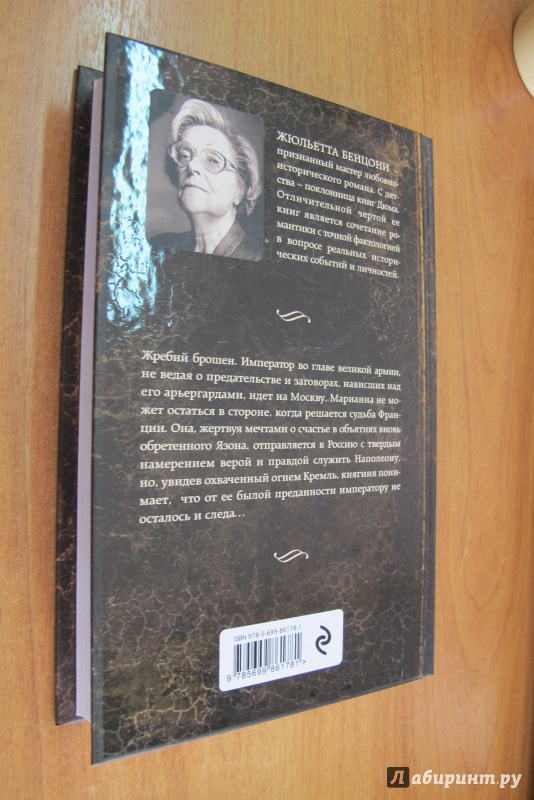 ЖЮЛЬЕТТА БЕНЦОНИ –
признанный мастер любовно-
исторического романа. С дет-
ства – поклонница книг Дюма.
Отличительной чертой ее
книг является сочетание ро-
мантики с точной фактологией
в вопросе реальных истори-
ческих событий и личностей.
Жребий брошен. Император во главе великой армии,
не ведая о предательстве и заговорах, нависших над
его арьергардами, идет на Москву. Марианна не мо-
жет остаться в стороне, когда решается судьба Фран-
ции. Она, жертвуя мечтами о счастье в объятиях вновь
обретенного Язона, отправляется в Россию с твердым
намерением верой и правдой служить Наполеону,
но, увидев охваченный огнем Кремль, княгиня пони-
мает, что от ее былой преданности императору не
осталось и следа...
ISBN 978-5-699-86178-1
9 785699 861781 >
Лабиринт.ру